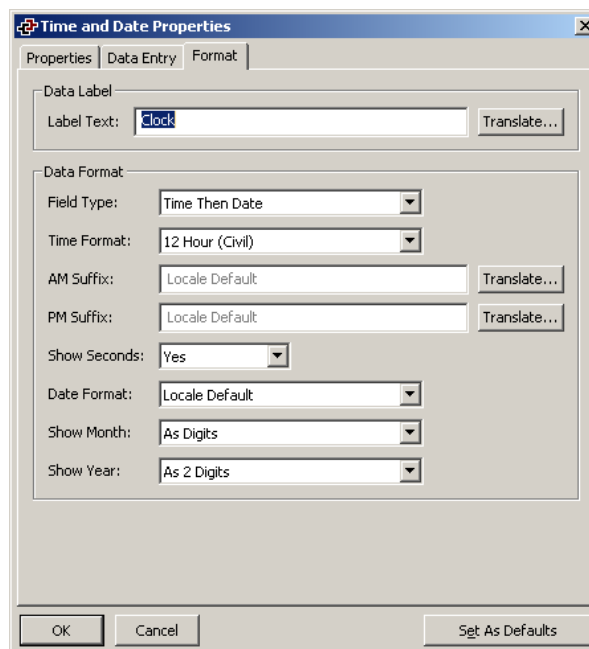 Time and Date Properties
Properties Data Entry Format
Data Label
Label Text: Clock Translate...
Data Format
Field Type: Time Then Date
Time Format: 12 Hour (Civil)
AM Suffix: Locale Default Translate...
PM Suffix: Locale Default Translate...
Show Seconds: Yes
Date Format: Locale Default
Show Month: As Digits
Show Year: As 2 Digits
OK Cancel Set As Defaults